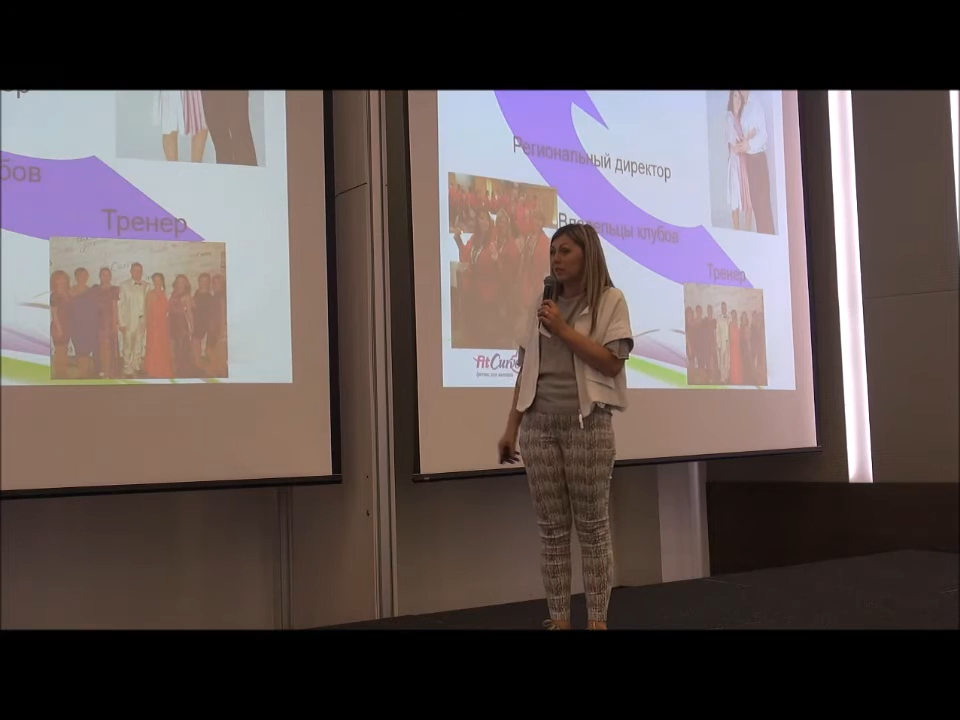 бов
Тренер
Региональный директор
Владельцы клубов
Тренер
FitCurves